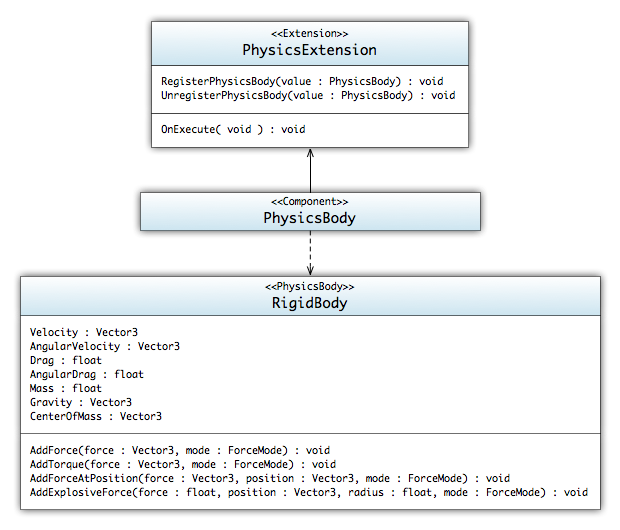 <<Extension>>
PhysicsExtension
RegisterPhysicsBody(value : PhysicsBody) : void
UnregisterPhysicsBody(value : PhysicsBody) : void
OnExecute( void ) : void
<<Component>>
PhysicsBody
<<PhysicsBody>>
RigidBody
Velocity : Vector3
AngularVelocity : Vector3
Drag : float
AngularDrag : float
Mass : float
Gravity : Vector3
CenterOfMass : Vector3
AddForce(force : Vector3, mode : ForceMode) : void
AddTorque(force : Vector3, mode : ForceMode) : void
AddForceAtPosition(force : Vector3, position : Vector3, mode : ForceMode) : void
AddExplosiveForce(force : float, position : Vector3, radius : float, mode : ForceMode) : void